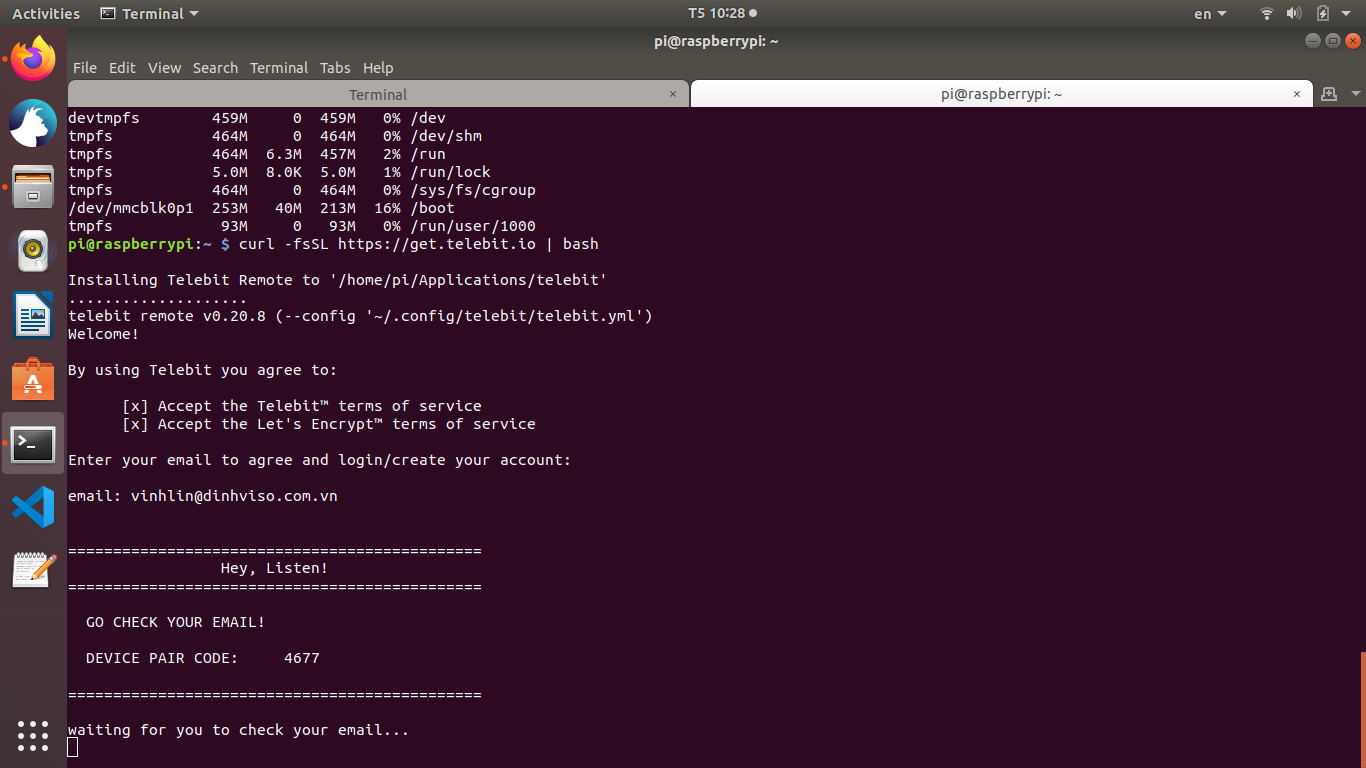 Activities Terminal T5 10:28 en
pi@raspberrypi: ~
File Edit View Search Terminal Tabs Help
Terminal × pi@raspberrypi: ~ ×
devtmpfs 459M 0 459M 0% /dev
tmpfs 464M 0 464M 0% /dev/shm
tmpfs 464M 6.3M 457M 2% /run
tmpfs 5.0M 8.0K 5.0M 1% /run/lock
tmpfs 464M 0 464M 0% /sys/fs/cgroup
/dev/mmcblk0p1 253M 40M 213M 16% /boot
tmpfs 93M 0 93M 0% /run/user/1000
pi@raspberrypi:~ $ curl -fsSL https://get.telebit.io | bash
Installing Telebit Remote to '/home/pi/Applications/telebit'
....................
telebit remote v0.20.8 (--config '~/.config/telebit/telebit.yml')
Welcome!
By using Telebit you agree to:
[x] Accept the Telebit™ terms of service
[x] Accept the Let's Encrypt™ terms of service
Enter your email to agree and login/create your account:
email: vinhlin@dinhviso.com.vn
==============================================
Hey, Listen!
==============================================
GO CHECK YOUR EMAIL!
DEVICE PAIR CODE: 4677
==============================================
waiting for you to check your email...